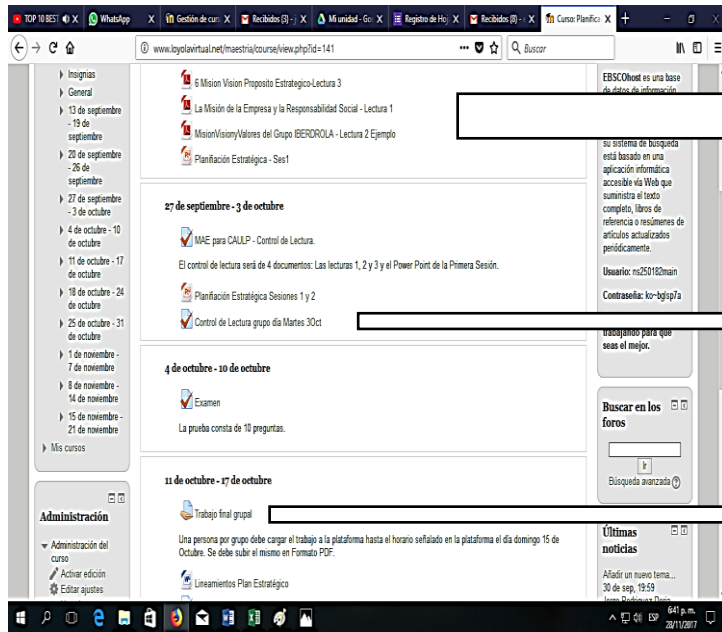 TOP 10 BEST
WhatsApp
Gestión de cur
Recibidos (3) - j
Mi unidad - Go
Registro de Ho
Recibidos (8) - c
Curso: Planifica
www.loyolavirtual.net/maestria/course/view.php?id=141
Buscar
Insignias
General
13 de septiembre
- 19 de
septiembre
20 de septiembre
- 26 de
septiembre
27 de septiembre
- 3 de octubre
4 de octubre - 10
de octubre
11 de octubre - 17
de octubre
18 de octubre - 24
de octubre
25 de octubre - 31
de octubre
1 de noviembre -
7 de noviembre
8 de noviembre -
14 de noviembre
15 de noviembre -
21 de noviembre
Mis cursos
Administración
Administración del
curso
Activar edición
Editar ajustes
6 Mision Vision Proposito Estrategico-Lectura 3
La Misión de la Empresa y la Responsabilidad Social - Lectura 1
MisionVisionyValores del Grupo IBERDROLA - Lectura 2 Ejemplo
Planifiación Estratégica - Ses1
27 de septiembre - 3 de octubre
MAE para CAULP - Control de Lectura.
El control de lectura será de 4 documentos: Las lecturas 1, 2 y 3 y el Power Point de la Primera Sesión.
Planifiación Estratégica Sesiones 1 y 2
Control de Lectura grupo día Martes 3Oct
4 de octubre - 10 de octubre
Examen
La prueba consta de 10 preguntas.
11 de octubre - 17 de octubre
Trabajo final grupal
Una persona por grupo debe cargar el trabajo a la plataforma hasta el horario señalado en la plataforma el día domingo 15 de
Octubre. Se debe subir el mismo en Formato PDF.
Lineamientos Plan Estratégico
EBSCOhost es una base
de datos de información
su sistema de búsqueda
está basado en una
aplicación informática
accesible vía Web que
suministra el texto
completo, libros de
referencia o resúmenes de
artículos actualizados
periódicamente.
Usuario: ns250182main
Contraseña: ko~bglsp7a
trabajando para que
seas el mejor.
Buscar en los
foros
Ir
Búsqueda avanzada
Últimas
noticias
Añadir un nuevo tema...
30 de sep, 19:59
ESP
6:41 p.m.
28/11/2017